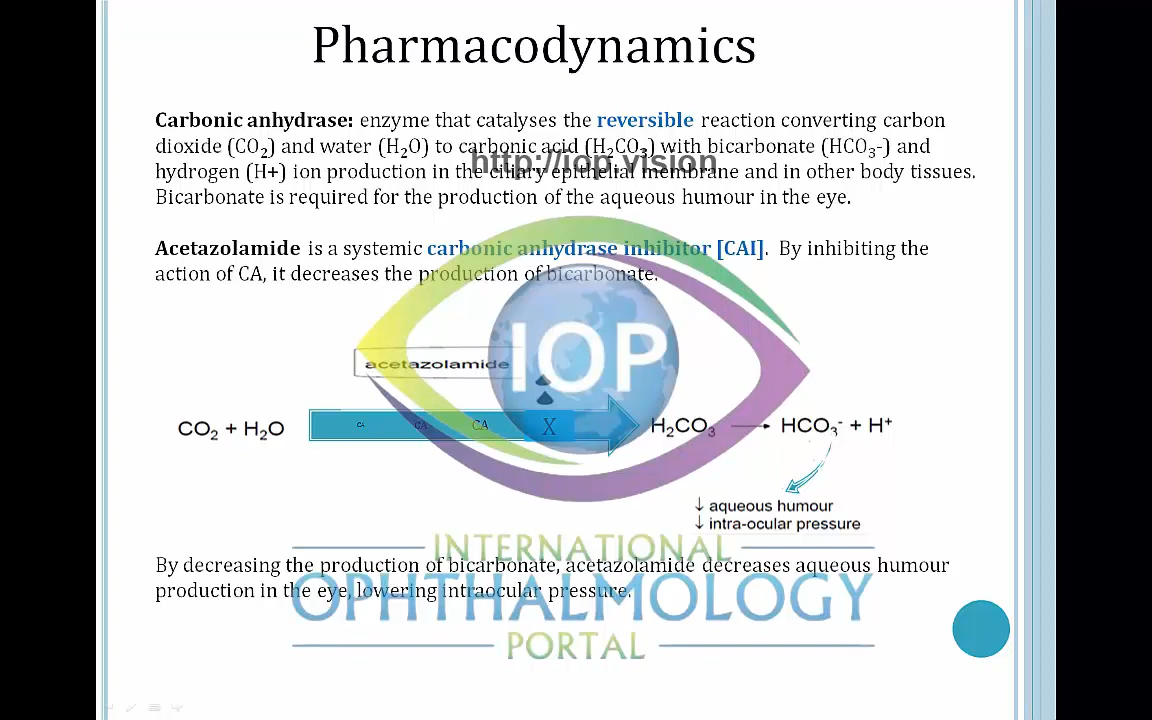 Pharmacodynamics
Carbonic anhydrase: enzyme that catalyses the reversible reaction converting carbon
dioxide (CO₂) and water (H₂O) to carbonic acid (H₂CO₃) with bicarbonate (HCO₃-) and
http://iop.vision
hydrogen (H+) ion production in the ciliary epithelial membrane and in other body tissues.
Bicarbonate is required for the production of the aqueous humour in the eye.
Acetazolamide is a systemic carbonic anhydrase inhibitor [CAI]. By inhibiting the
action of CA, it decreases the production of bicarbonate.
IOP
acetazolamide
CO₂ + H₂O CA CA CA X H₂CO₃ → HCO₃⁻ + H⁺
↓ aqueous humour
↓ intra-ocular pressure
INTERNATIONAL
By decreasing the production of bicarbonate, acetazolamide decreases aqueous humour
production in the eye, lowering intraocular pressure.
OPHTHALMOLOGY
PORTAL